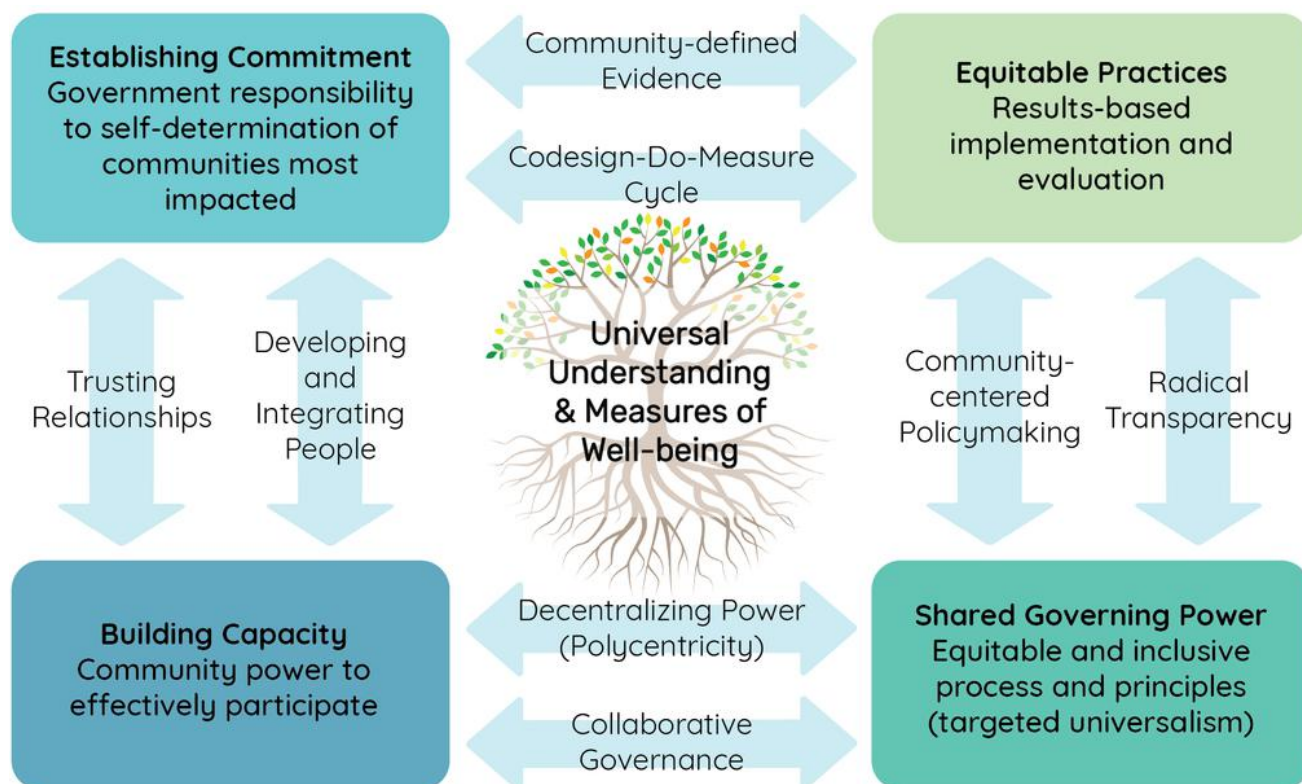 Establishing Commitment
Government responsibility
to self-determination of
communities most
impacted
Community-defined
Evidence
Codesign-Do-Measure
Cycle
Equitable Practices
Results-based
implementation and
evaluation
Trusting
Relationships
Developing
and
Integrating
People
Universal
Understanding
& Measures of
Well-being
Community-
centered
Policymaking
Radical
Transparency
Building Capacity
Community power to
effectively participate
Decentralizing Power
(Polycentricity)
Collaborative
Governance
Shared Governing Power
Equitable and inclusive
process and principles
(targeted universalism)